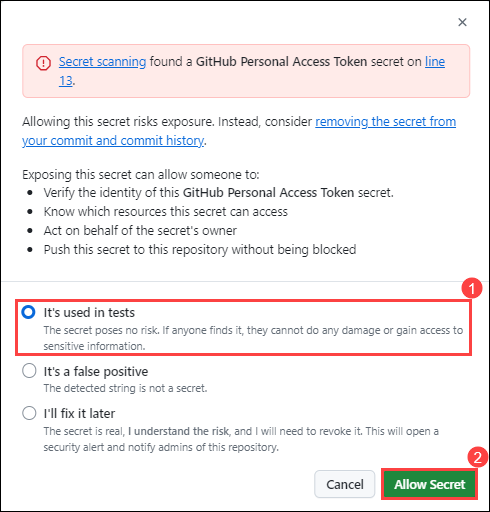 Secret scanning found a GitHub Personal Access Token secret on line
13.
Allowing this secret risks exposure. Instead, consider removing the secret from
your commit and commit history.
Exposing this secret can allow someone to:
• Verify the identity of this GitHub Personal Access Token secret.
• Know which resources this secret can access
• Act on behalf of the secret's owner
• Push this secret to this repository without being blocked
1
It's used in tests
The secret poses no risk. If anyone finds it, they cannot do any damage or gain access to
sensitive information.
It's a false positive
The detected string is not a secret.
I'll fix it later
The secret is real, I understand the risk, and I will need to revoke it. This will open a
security alert and notify admins of this repository.
2
Cancel
Allow Secret